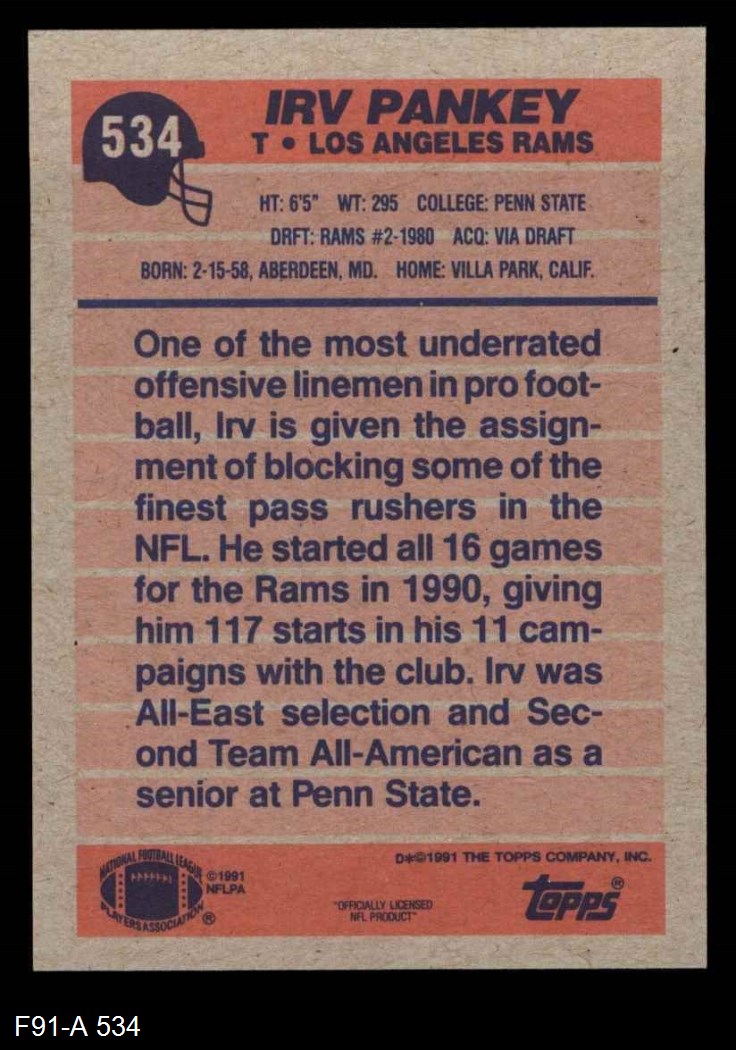 534
IRV PANKEY
T • LOS ANGELES RAMS
HT: 6'5" WT: 295 COLLEGE: PENN STATE
DRFT: RAMS #2-1980 ACQ: VIA DRAFT
BORN: 2-15-58, ABERDEEN, MD. HOME: VILLA PARK, CALIF.
One of the most underrated
offensive linemen in pro foot-
ball, Irv is given the assign-
ment of blocking some of the
finest pass rushers in the
NFL. He started all 16 games
for the Rams in 1990, giving
him 117 starts in his 11 cam-
paigns with the club. Irv was
All-East selection and Sec-
ond Team All-American as a
senior at Penn State.
NATIONAL FOOTBALL LEAGUE
PLAYERS ASSOCIATION ®
©1991
NFLPA
"OFFICIALLY LICENSED
NFL PRODUCT"
D*©1991 THE TOPPS COMPANY, INC.
topps®
F91-A 534